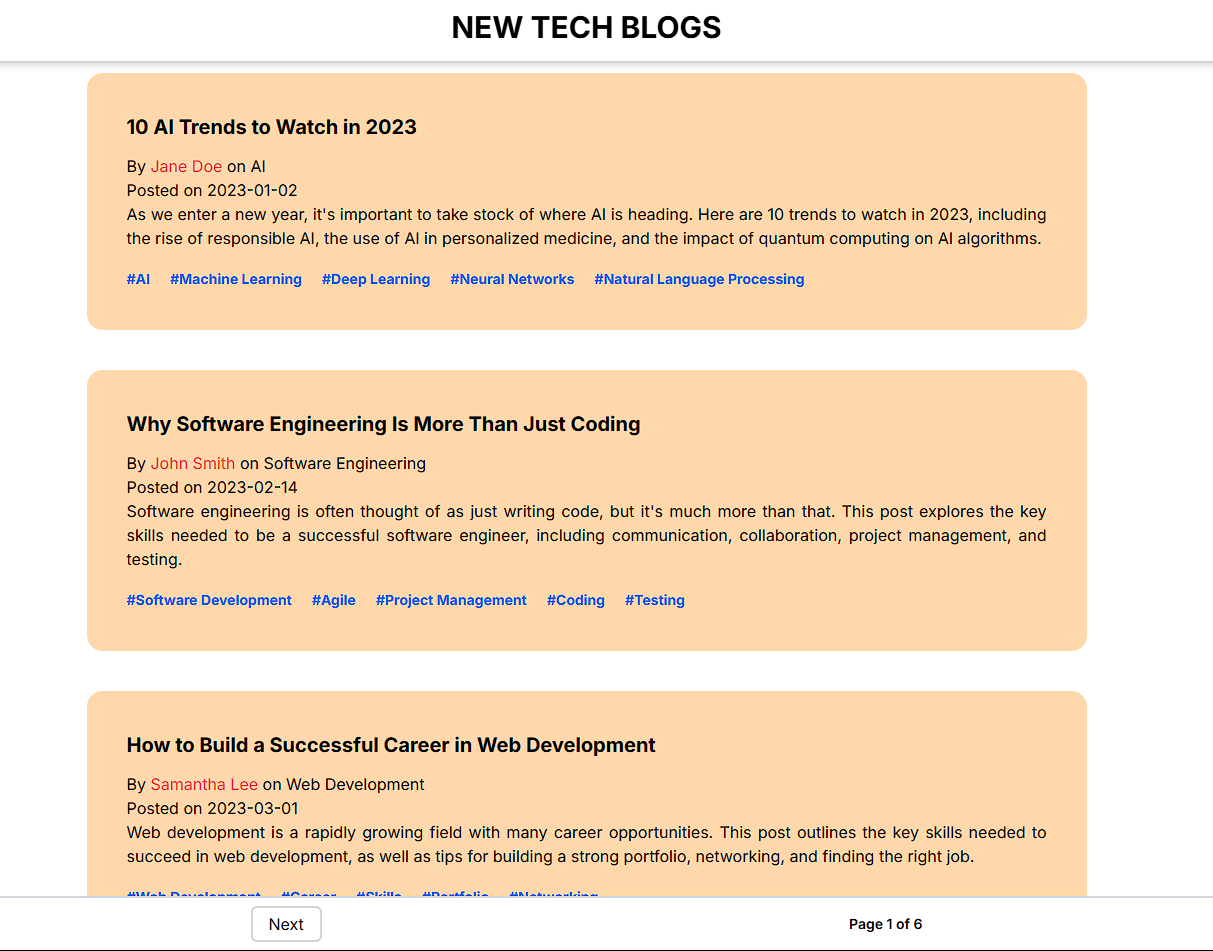 NEW TECH BLOGS
10 AI Trends to Watch in 2023
By Jane Doe on AI
Posted on 2023-01-02
As we enter a new year, it's important to take stock of where AI is heading. Here are 10 trends to watch in 2023, including
the rise of responsible AI, the use of AI in personalized medicine, and the impact of quantum computing on AI algorithms.
#AI #Machine Learning #Deep Learning #Neural Networks #Natural Language Processing
Why Software Engineering Is More Than Just Coding
By John Smith on Software Engineering
Posted on 2023-02-14
Software engineering is often thought of as just writing code, but it's much more than that. This post explores the key
skills needed to be a successful software engineer, including communication, collaboration, project management, and
testing.
#Software Development #Agile #Project Management #Coding #Testing
How to Build a Successful Career in Web Development
By Samantha Lee on Web Development
Posted on 2023-03-01
Web development is a rapidly growing field with many career opportunities. This post outlines the key skills needed to
succeed in web development, as well as tips for building a strong portfolio, networking, and finding the right job.
#Web Development #Career #Skills #Portfolio #Networking
Next Page 1 of 6